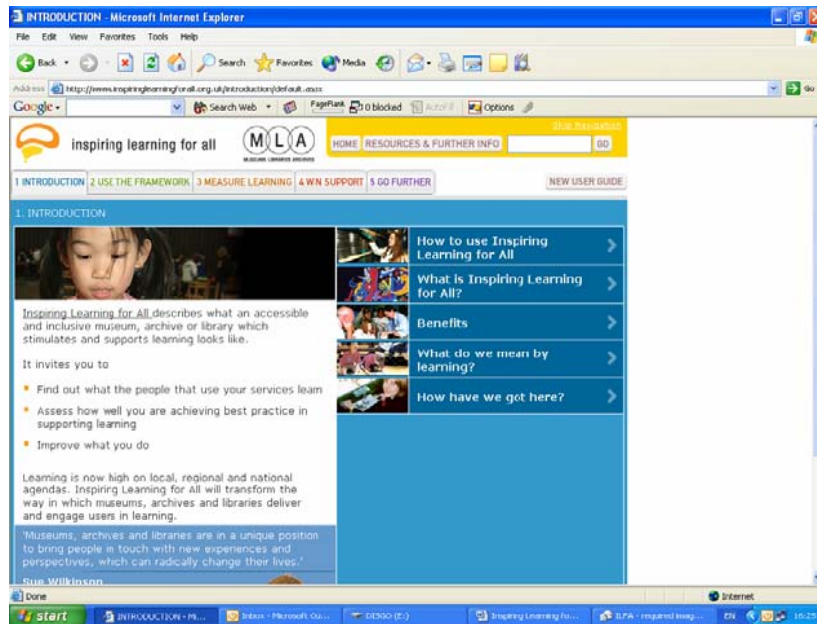 INTRODUCTION - Microsoft Internet Explorer
File Edit View Favorites Tools Help
Back Search Favorites Media
Address http://www.inspiringlearningforall.org.uk/introduction/default.aspx Go
Google Search Web PageRank 0 blocked AutoFill Options
Skip Navigation
inspiring learning for all MLA HOME RESOURCES & FURTHER INFO GO
MUSEUMS LIBRARIES ARCHIVES
1 INTRODUCTION 2 USE THE FRAMEWORK 3 MEASURE LEARNING 4 WIN SUPPORT 5 GO FURTHER NEW USER GUIDE
1. INTRODUCTION
How to use Inspiring
Learning for All
What is Inspiring Learning
for All?
Benefits
What do we mean by
learning?
How have we got here?
Inspiring Learning for All describes what an accessible
and inclusive museum, archive or library which
stimulates and supports learning looks like.
It invites you to
Find out what the people that use your services learn
Assess how well you are achieving best practice in
supporting learning
Improve what you do
Learning is now high on local, regional and national
agendas. Inspiring Learning for All will transform the
way in which museums, archives and libraries deliver
and engage users in learning.
'Museums, archives and libraries are in a unique position
to bring people in touch with new experiences and
perspectives, which can radically change their lives.'
Sue Wilkinson
Done Internet
start INTRODUCTION - M... Inbox - Microsoft Ou... DISGO (E:) Inspiring Learning fo... ILFA - required imag... EN 16:25